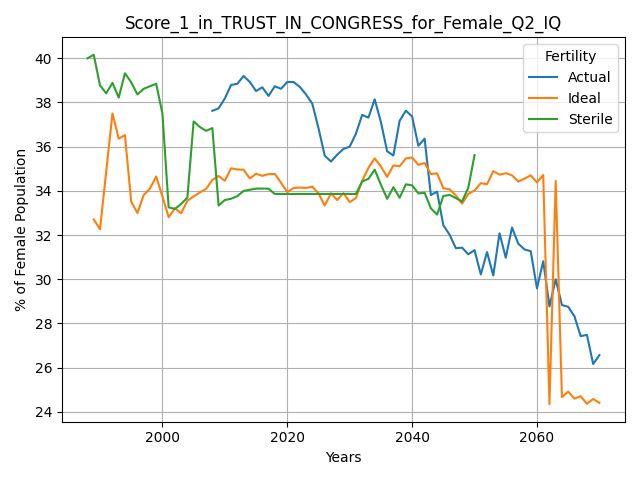 Score_1_in_TRUST_IN_CONGRESS_for_Female_Q2_IQ
Fertility
Actual
Ideal
Sterile
% of Female Population
40
38
36
34
32
30
28
26
24
2000
2020
2040
2060
Years